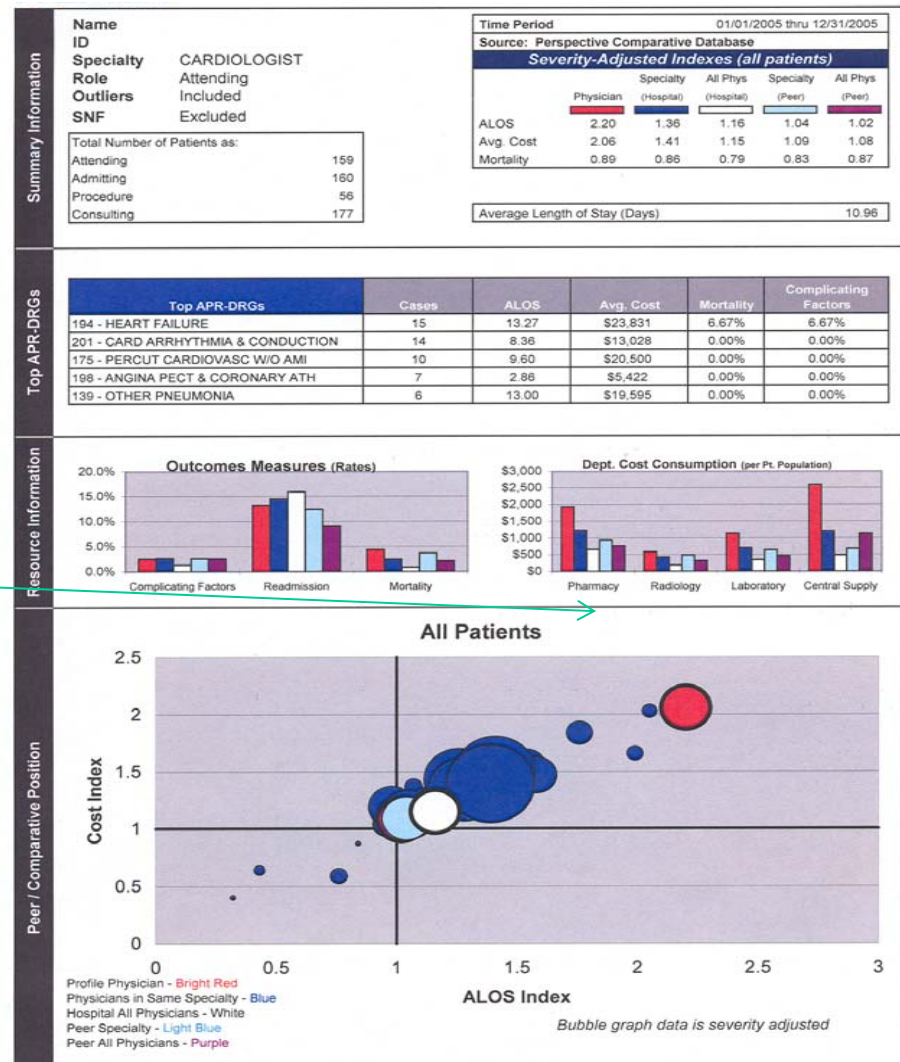 Summary Information
Name
ID
Specialty CARDIOLOGIST
Role Attending
Outliers Included
SNF Excluded
Total Number of Patients as:
Attending 159
Admitting 160
Procedure 56
Consulting 177
Time Period 01/01/2005 thru 12/31/2005
Source: Perspective Comparative Database
Severity-Adjusted Indexes (all patients)
Specialty All Phys Specialty All Phys
Physician (Hospital) (Hospital) (Peer) (Peer)
ALOS 2.20 1.36 1.16 1.04 1.02
Avg. Cost 2.06 1.41 1.15 1.09 1.08
Mortality 0.89 0.86 0.79 0.83 0.87
Average Length of Stay (Days) 10.96
Top APR-DRGs
Top APR-DRGs Cases ALOS Avg. Cost Mortality Complicating Factors
194 - HEART FAILURE 15 13.27 $23,831 6.67% 6.67%
201 - CARD ARRHYTHMIA & CONDUCTION 14 8.36 $13,028 0.00% 0.00%
175 - PERCUT CARDIOVASC W/O AMI 10 9.60 $20,500 0.00% 0.00%
198 - ANGINA PECT & CORONARY ATH 7 2.86 $5,422 0.00% 0.00%
139 - OTHER PNEUMONIA 6 13.00 $19,595 0.00% 0.00%
Resource Information
Outcomes Measures (Rates)
20.0%
15.0%
10.0%
5.0%
0.0%
Complicating Factors Readmission Mortality
Dept. Cost Consumption (per Pt. Population)
$3,000
$2,500
$2,000
$1,500
$1,000
$500
$0
Pharmacy Radiology Laboratory Central Supply
Peer / Comparative Position
All Patients
2.5
2
1.5
1
0.5
0
Cost Index
0 0.5 1 1.5 2 2.5 3
ALOS Index
Profile Physician - Bright Red
Physicians in Same Specialty - Blue
Hospital All Physicians - White
Peer Specialty - Light Blue
Peer All Physicians - Purple
Bubble graph data is severity adjusted